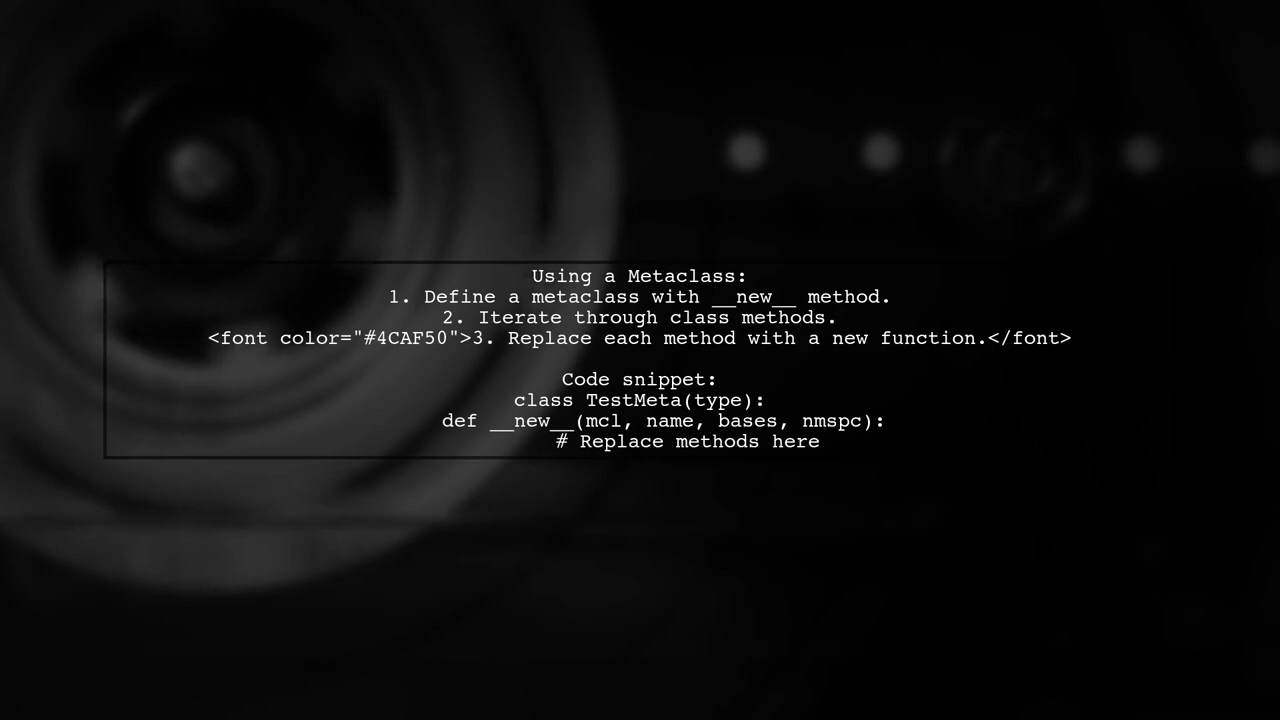 Using a Metaclass:
1. Define a metaclass with __new__ method.
2. Iterate through class methods.
<font color="#4CAF50">3. Replace each method with a new function.</font>
Code snippet:
class TestMeta(type):
def __new__(mcl, name, bases, nmspc):
# Replace methods here